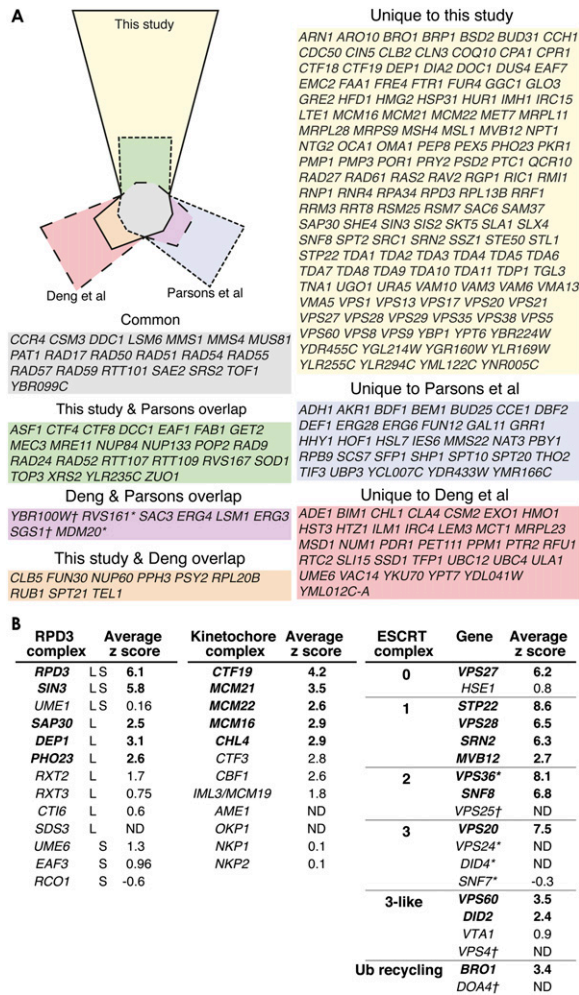 A
This study
Deng et al
Parsons et al
Common
CCR4 CSM3 DDC1 LSM6 MMS1 MMS4 MUS81
PAT1 RAD17 RAD50 RAD51 RAD54 RAD55
RAD57 RAD59 RTT101 SAE2 SRS2 TOF1
YBR099C
This study & Parsons overlap
ASF1 CTF4 CTF8 DCC1 EAF1 FAB1 GET2
MEC3 MRE11 NUP84 NUP133 POP2 RAD9
RAD24 RAD52 RTT107 RTT109 RVS167 SOD1
TOP3 XRS2 YLR235C ZUO1
Deng & Parsons overlap
YBR100W† RVS161* SAC3 ERG4 LSM1 ERG3
SGS1† MDM20*
This study & Deng overlap
CLB5 FUN30 NUP60 PPH3 PSY2 RPL20B
RUB1 SPT21 TEL1
Unique to this study
ARN1 ARO10 BRO1 BRP1 BSD2 BUD31 CCH1
CDC50 CIN5 CLB2 CLN3 COQ10 CPA1 CPR1
CTF18 CTF19 DEP1 DIA2 DOC1 DUS4 EAF7
EMC2 FAA1 FRE4 FTR1 FUR4 GGC1 GLO3
GRE2 HFD1 HMG2 HSP31 HUR1 IMH1 IRC15
LTE1 MCM16 MCM21 MCM22 MET7 MRPL11
MRPL28 MRPS9 MSH4 MSL1 MVB12 NPT1
NTG2 OCA1 OMA1 PEP8 PEX5 PHO23 PKR1
PMP1 PMP3 POR1 PRY2 PSD2 PTC1 QCR10
RAD27 RAD61 RAS2 RAV2 RGP1 RIC1 RMI1
RNP1 RNR4 RPA34 RPD3 RPL13B RRF1
RRM3 RRT8 RSM25 RSM7 SAC6 SAM37
SAP30 SHE4 SIN3 SIS2 SKT5 SLA1 SLX4
SNF8 SPT2 SRC1 SRN2 SSZ1 STE50 STL1
STP22 TDA1 TDA2 TDA3 TDA4 TDA5 TDA6
TDA7 TDA8 TDA9 TDA10 TDA11 TDP1 TGL3
TNA1 UGO1 URA5 VAM10 VAM3 VAM6 VMA13
VMA5 VPS1 VPS13 VPS17 VPS20 VPS21
VPS27 VPS28 VPS29 VPS35 VPS38 VPS5
VPS60 VPS8 VPS9 YBP1 YPT6 YBR224W
YDR455C YGL214W YGR160W YLR169W
YLR255C YLR294C YML122C YNR005C
Unique to Parsons et al
ADH1 AKR1 BDF1 BEM1 BUD25 CCE1 DBF2
DEF1 ERG28 ERG6 FUN12 GAL11 GRR1
HHY1 HOF1 HSL7 IES6 MMS22 NAT3 PBY1
RPB9 SCS7 SFP1 SHP1 SPT10 SPT20 THO2
TIF3 UBP3 YCL007C YDR433W YMR166C
Unique to Deng et al
ADE1 BIM1 CHL1 CLA4 CSM2 EXO1 HMO1
HST3 HTZ1 ILM1 IRC4 LEM3 MCT1 MRPL23
MSD1 NUM1 PDR1 PET111 PPM1 PTR2 RFU1
RTC2 SLI15 SSD1 TFP1 UBC12 UBC4 ULA1
UME6 VAC14 YKU70 YPT7 YDL041W
YML012C-A
B
RPD3 complex Average z score
RPD3 L S 6.1
SIN3 L S 5.8
UME1 L S 0.16
SAP30 L 2.5
DEP1 L 3.1
PHO23 L 2.6
RXT2 L 1.7
RXT3 L 0.75
CTI6 L 0.6
SDS3 L ND
UME6 S 1.3
EAF3 S 0.96
RCO1 S -0.6
Kinetochore complex Average z score
CTF19 4.2
MCM21 3.5
MCM22 2.6
MCM16 2.9
CHL4 2.9
CTF3 2.8
CBF1 2.6
IML3/MCM19 1.8
AME1 ND
OKP1 ND
NKP1 0.1
NKP2 0.1
ESCRT complex Gene Average z score
0 VPS27 6.2
HSE1 0.8
1 STP22 8.6
VPS28 6.5
SRN2 6.3
MVB12 2.7
2 VPS36* 8.1
SNF8 6.8
VPS25† ND
3 VPS20 7.5
VPS24* ND
DID4* ND
SNF7* -0.3
3-like VPS60 3.5
DID2 2.4
VTA1 0.9
VPS4† ND
Ub recycling BRO1 3.4
DOA4† ND